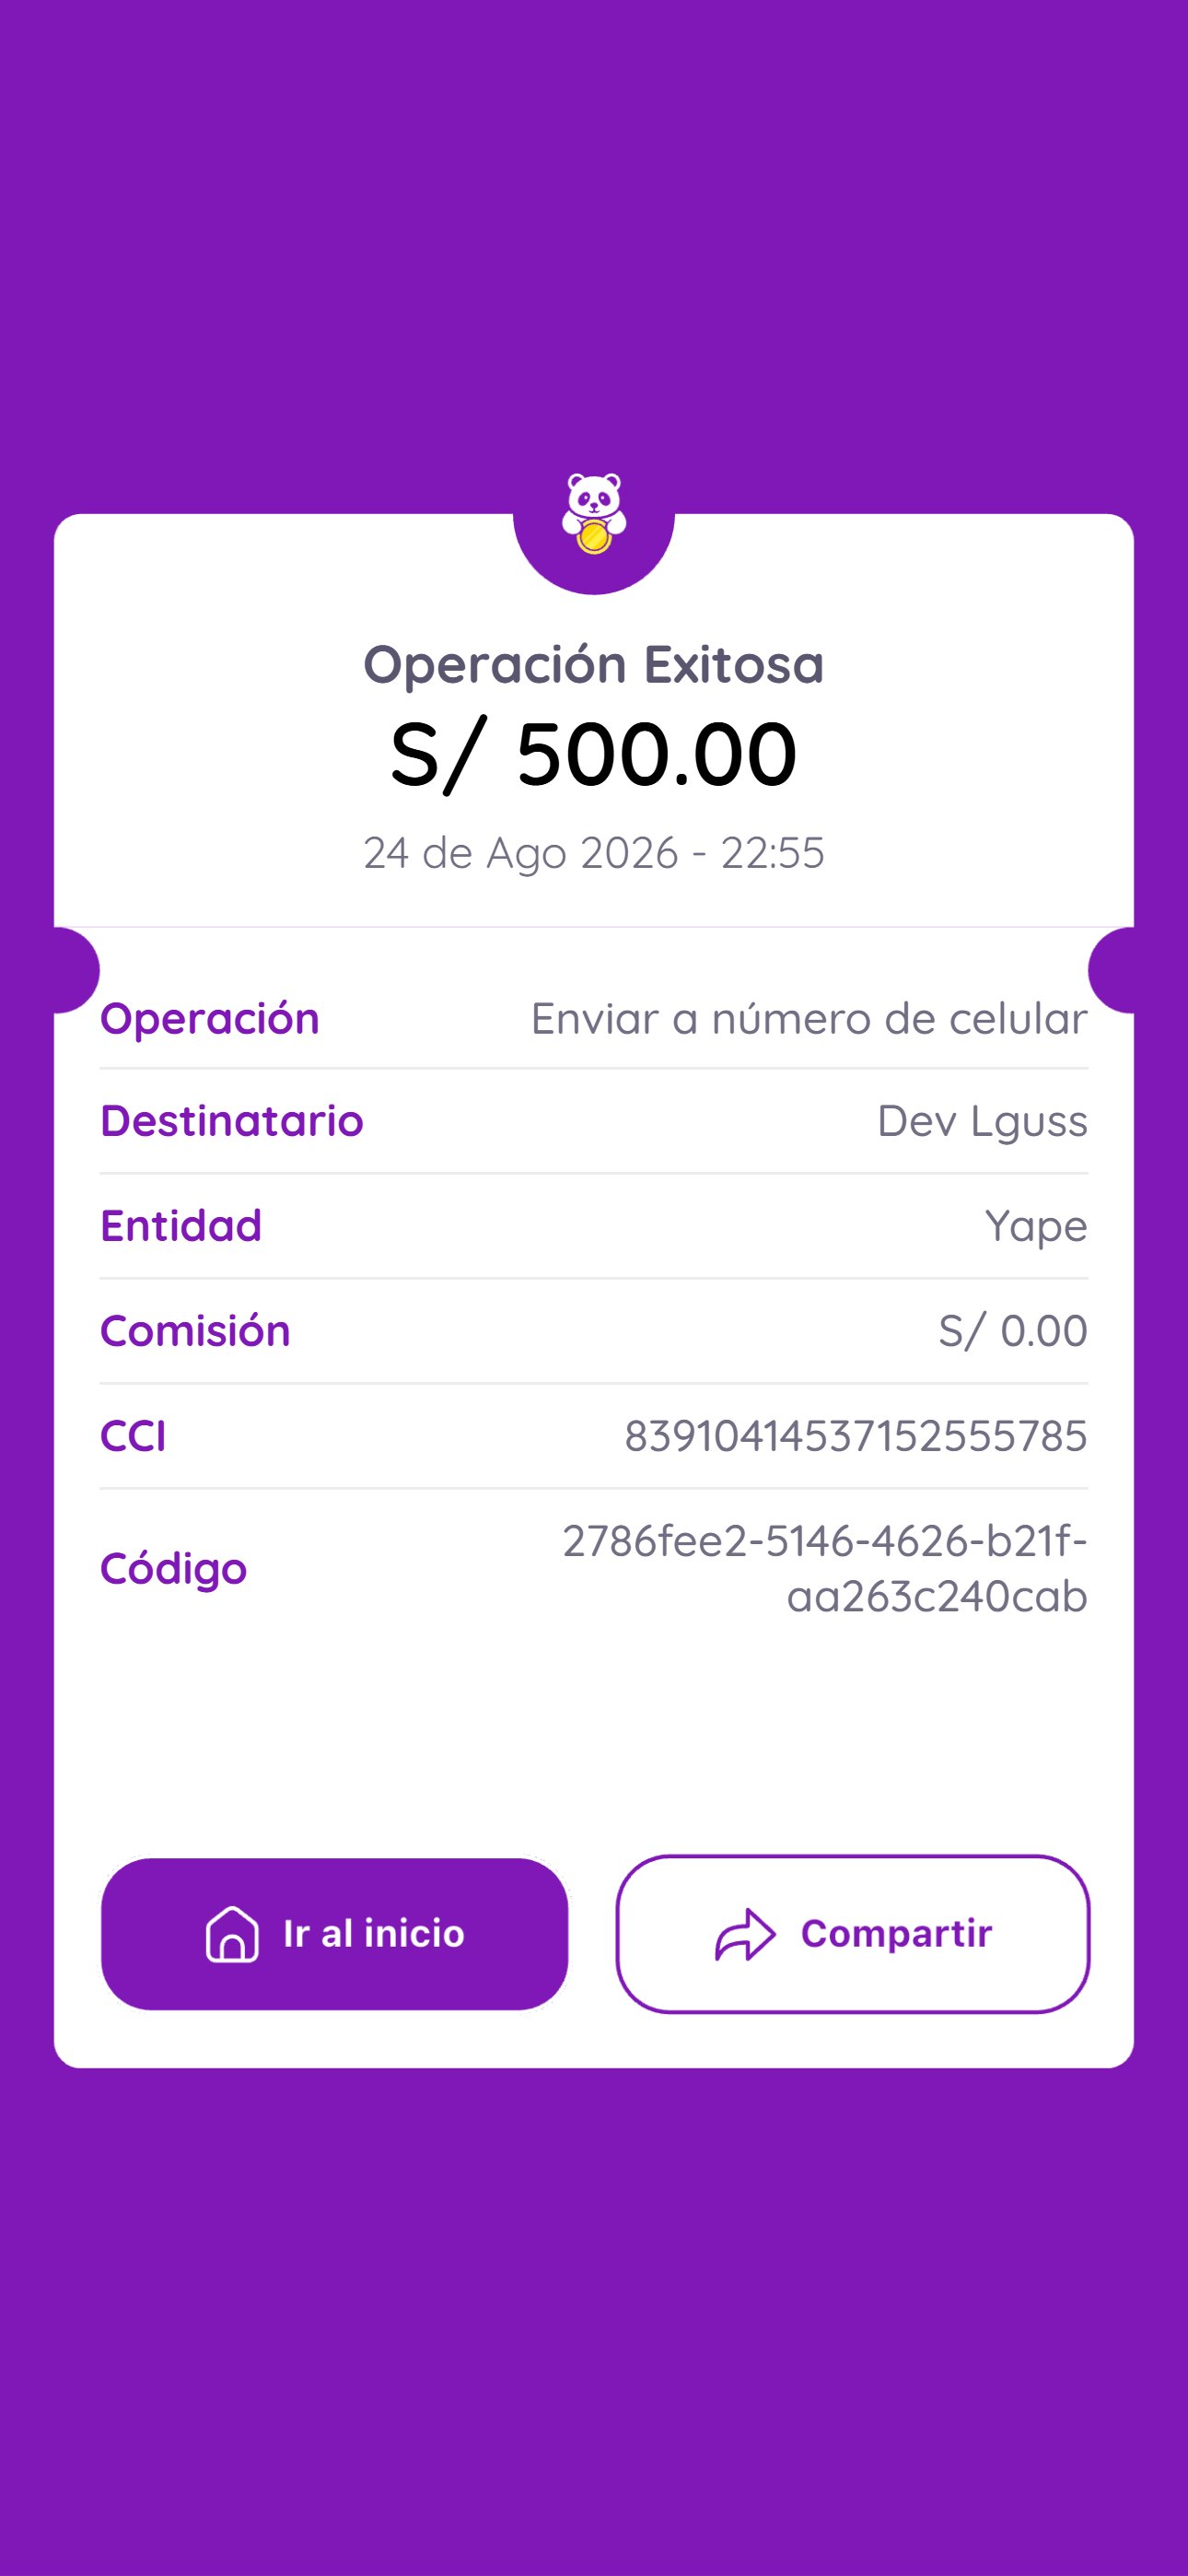 Operación Exitosa
S/ 500.00
24 de Ago 2026 - 22:55
Operación Enviar a número de celular
Destinatario Dev Lguss
Entidad Yape
Comisión S/ 0.00
CCI 83910414537152555785
Código 2786fee2-5146-4626-b21f-
aa263c240cab
Ir al inicio Compartir